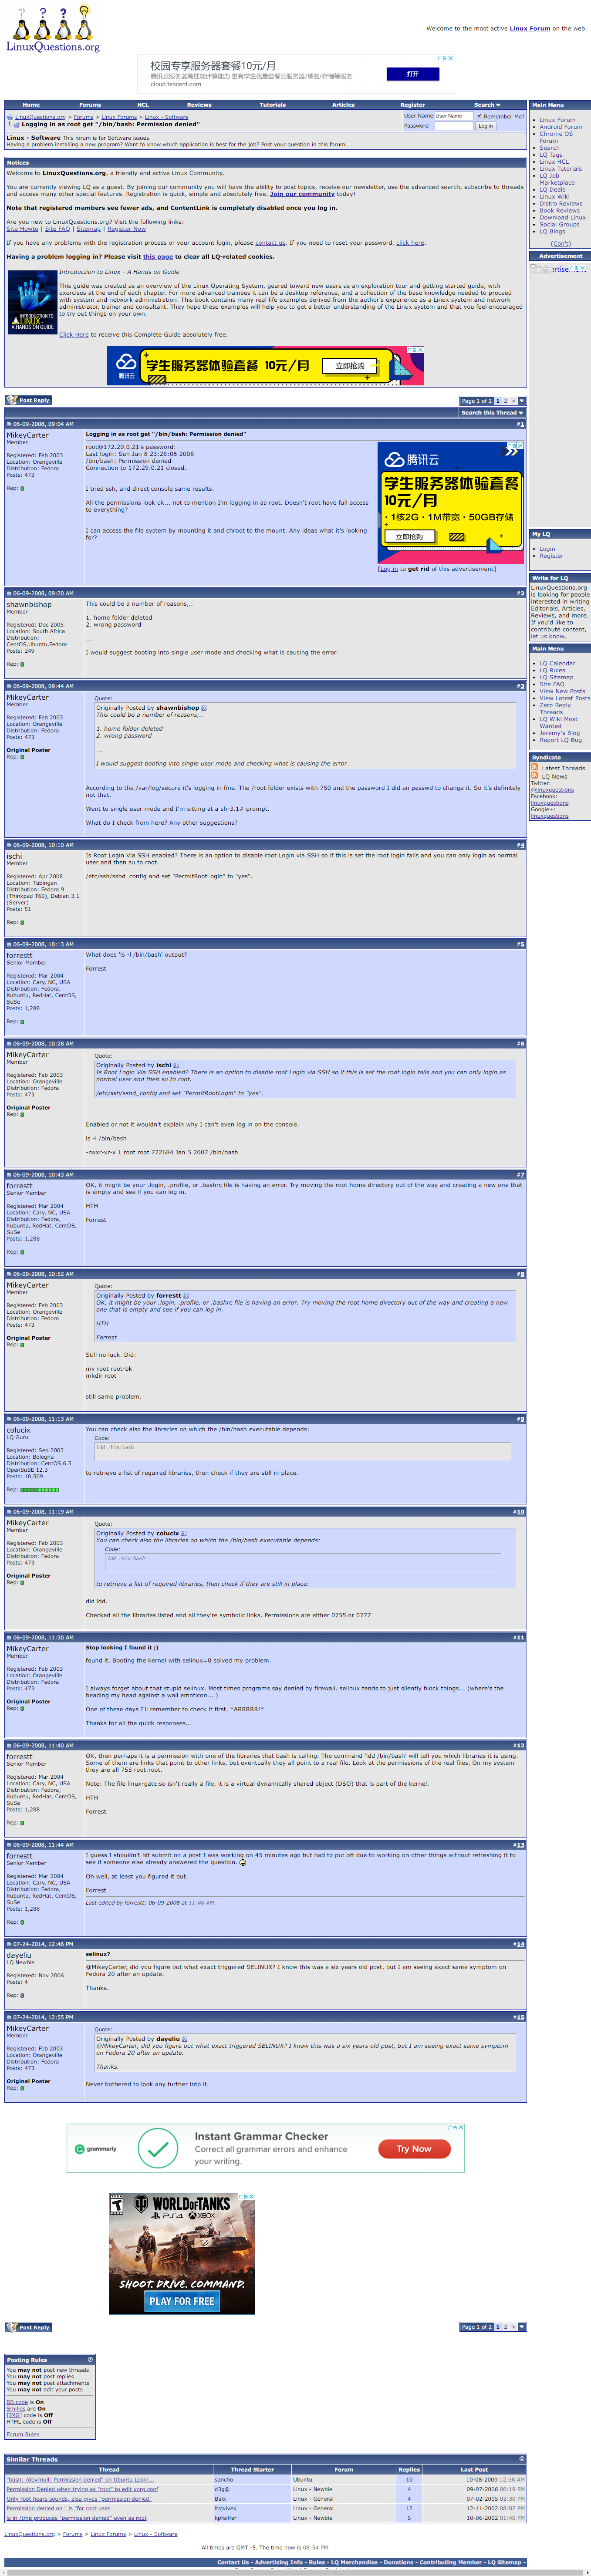 LinuxQuestions.org
Welcome to the most active Linux Forum on the web.
校园专享服务器套餐10元/月
腾讯云服务器高性能计算能力,更有学生优惠套餐云服务器/域名/存储等服务
cloud.tencent.com
打开
Home Forums HCL Reviews Tutorials Articles Register Search
LinuxQuestions.org > Forums > Linux Forums > Linux - Software
Logging in as root get "/bin/bash: Permission denied"
User Name User Name Remember Me?
Password Log in
Linux - Software This forum is for Software issues.
Having a problem installing a new program? Want to know which application is best for the job? Post your question in this forum.
Notices
Welcome to LinuxQuestions.org, a friendly and active Linux Community.
You are currently viewing LQ as a guest. By joining our community you will have the ability to post topics, receive our newsletter, use the advanced search, subscribe to threads
and access many other special features. Registration is quick, simple and absolutely free. Join our community today!
Note that registered members see fewer ads, and ContentLink is completely disabled once you log in.
Are you new to LinuxQuestions.org? Visit the following links:
Site Howto | Site FAQ | Sitemap | Register Now
If you have any problems with the registration process or your account login, please contact us. If you need to reset your password, click here.
Having a problem logging in? Please visit this page to clear all LQ-related cookies.
INTRODUCTION TO
LINUX
A HANDS ON GUIDE
Introduction to Linux - A Hands on Guide
This guide was created as an overview of the Linux Operating System, geared toward new users as an exploration tour and getting started guide, with
exercises at the end of each chapter.
For more advanced trainees it can be a desktop reference, and a collection of the base knowledge needed to proceed with system and network
administration. This book contains many real life examples derived from the author's experience as a Linux system and network
administrator, trainer and consultant. They hope these examples will help you to get a better understanding of the Linux system and that you feel encouraged
to try out things on your own.
Click Here to receive this Complete Guide absolutely free.
腾讯云 学生服务器体验套餐 10元/月 立即抢购
Post Reply
Page 1 of 2 1 2 >
Search this Thread
06-09-2008, 09:04 AM #1
MikeyCarter
Member
Registered: Feb 2003
Location: Orangeville
Distribution: Fedora
Posts: 473
Rep:
Logging in as root get "/bin/bash: Permission denied"
root@172.29.0.21's password:
Last login: Sun Jun 8 23:28:06 2008
/bin/bash: Permission denied
Connection to 172.29.0.21 closed.
I tried ssh, and direct console same results.
All the permissions look ok... not to mention I'm logging in as root. Doesn't root have full access
to everything?
I can access the file system by mounting it and chroot to the mount. Any ideas what it's looking
for?
腾讯云
学生服务器体验套餐
10元/月
·1核2G·1M带宽·50GB存储
立即抢购
[Log in to get rid of this advertisement]
06-09-2008, 09:20 AM #2
shawnbishop
Member
Registered: Dec 2005
Location: South Africa
Distribution:
CentOS,Ubuntu,Fedora
Posts: 249
Rep:
This could be a number of reasons,..
1. home folder deleted
2. wrong password
...
I would suggest booting into single user mode and checking what is causing the error
06-09-2008, 09:44 AM #3
MikeyCarter
Member
Registered: Feb 2003
Location: Orangeville
Distribution: Fedora
Posts: 473
Original Poster
Rep:
Quote:
Originally Posted by shawnbishop
This could be a number of reasons,..
1. home folder deleted
2. wrong password
...
I would suggest booting into single user mode and checking what is causing the error
According to the /var/log/secure it's logging in fine. The /root folder exists with 750 and the password I did an passwd to change it. So it's definitely
not that.
Went to single user mode and I'm sitting at a sh-3.1# prompt.
What do I check from here? Any other suggestions?
06-09-2008, 10:10 AM #4
ischi
Member
Registered: Apr 2008
Location: Tübingen
Distribution: Fedora 9
(Thinkpad T60), Debian 3.1
(Server)
Posts: 51
Rep:
Is Root Login Via SSH enabled? There is an option to disable root Login via SSH so if this is set the root login fails and you can only login as normal
user and then su to root.
/etc/ssh/sshd_config and set "PermitRootLogin" to "yes".
06-09-2008, 10:13 AM #5
forrestt
Senior Member
Registered: Mar 2004
Location: Cary, NC, USA
Distribution: Fedora,
Kubuntu, RedHat, CentOS,
SuSe
Posts: 1,288
Rep:
What does 'ls -l /bin/bash' output?
Forrest
06-09-2008, 10:28 AM #6
MikeyCarter
Member
Registered: Feb 2003
Location: Orangeville
Distribution: Fedora
Posts: 473
Original Poster
Rep:
Quote:
Originally Posted by ischi
Is Root Login Via SSH enabled? There is an option to disable root Login via SSH so if this is set the root login fails and you can only login as
normal user and then su to root.
/etc/ssh/sshd_config and set "PermitRootLogin" to "yes".
Enabled or not it wouldn't explain why I can't even log in on the console.
ls -l /bin/bash
-rwxr-xr-x 1 root root 722684 Jan 5 2007 /bin/bash
06-09-2008, 10:43 AM #7
forrestt
Senior Member
Registered: Mar 2004
Location: Cary, NC, USA
Distribution: Fedora,
Kubuntu, RedHat, CentOS,
SuSe
Posts: 1,288
Rep:
OK, it might be your .login, .profile, or .bashrc file is having an error. Try moving the root home directory out of the way and creating a new one that
is empty and see if you can log in.
HTH
Forrest
06-09-2008, 10:52 AM #8
MikeyCarter
Member
Registered: Feb 2003
Location: Orangeville
Distribution: Fedora
Posts: 473
Original Poster
Rep:
Quote:
Originally Posted by forrestt
OK, it might be your .login, .profile, or .bashrc file is having an error. Try moving the root home directory out of the way and creating a new
one that is empty and see if you can log in.
HTH
Forrest
Still no luck. Did:
mv root root-bk
mkdir root
still same problem.
06-09-2008, 11:13 AM #9
colucix
LQ Guru
Registered: Sep 2003
Location: Bologna
Distribution: CentOS 6.5
OpenSuSE 12.3
Posts: 10,509
Rep:
You can check also the libraries on which the /bin/bash executable depends:
Code:
ldd /bin/bash
to retrieve a list of required libraries, then check if they are still in place.
06-09-2008, 11:19 AM #10
MikeyCarter
Member
Registered: Feb 2003
Location: Orangeville
Distribution: Fedora
Posts: 473
Original Poster
Rep:
Quote:
Originally Posted by colucix
You can check also the libraries on which the /bin/bash executable depends:
Code:
ldd /bin/bash
to retrieve a list of required libraries, then check if they are still in place.
did ldd.
Checked all the libraries listed and all they're symbolic links. Permissions are either 0755 or 0777
06-09-2008, 11:30 AM #11
MikeyCarter
Member
Registered: Feb 2003
Location: Orangeville
Distribution: Fedora
Posts: 473
Original Poster
Rep:
Stop looking I found it ;)
found it. Booting the kernel with selinux=0 solved my problem.
I always forget about that stupid selinux. Most times programs say denied by firewall. selinux tends to just silently block things... (where's the
beading my head against a wall emoticon... )
One of these days I'll remember to check it first. *ARRRRR!*
Thanks for all the quick responses...
06-09-2008, 11:40 AM #12
forrestt
Senior Member
Registered: Mar 2004
Location: Cary, NC, USA
Distribution: Fedora,
Kubuntu, RedHat, CentOS,
SuSe
Posts: 1,288
Rep:
OK, then perhaps it is a permission with one of the libraries that bash is calling. The command 'ldd /bin/bash' will tell you which libraries it is using.
Some of them are links that point to other links, but eventually they all point to a real file. Look at the permissions of the real files. On my system
they are all 755 root:root.
Note: The file linux-gate.so isn't really a file, it is a virtual dynamically shared object (DSO) that is part of the kernel.
HTH
Forrest
06-09-2008, 11:44 AM #13
forrestt
Senior Member
Registered: Mar 2004
Location: Cary, NC, USA
Distribution: Fedora,
Kubuntu, RedHat, CentOS,
SuSe
Posts: 1,288
Rep:
I guess I shouldn't hit submit on a post I was working on 45 minutes ago but had to put off due to working on other things without refreshing it to
see if someone else already answered the question.
Oh well, at least you figured it out.
Forrest
Last edited by forrestt; 06-09-2008 at 11:46 AM.
07-24-2014, 12:46 PM #14
dayeliu
LQ Newbie
Registered: Nov 2006
Posts: 4
Rep:
selinux?
@MikeyCarter, did you figure out what exact triggered SELINUX? I know this was a six years old post, but I am seeing exact same symptom on
Fedora 20 after an update.
Thanks.
07-24-2014, 12:55 PM #15
MikeyCarter
Member
Registered: Feb 2003
Location: Orangeville
Distribution: Fedora
Posts: 473
Original Poster
Rep:
Quote:
Originally Posted by dayeliu
@MikeyCarter, did you figure out what exact triggered SELINUX? I know this was a six years old post, but I am seeing exact same symptom
on Fedora 20 after an update.
Thanks.
Never bothered to look any further into it.
grammarly
Instant Grammar Checker
Correct all grammar errors and enhance
your writing.
Try Now
WORLD OF TANKS
PS4 XBOX
SHOOT. DRIVE. COMMAND.
PLAY FOR FREE
Post Reply
Page 1 of 2 1 2 >
Posting Rules
You may not post new threads
You may not post replies
You may not post attachments
You may not edit your posts
BB code is On
Smilies are On
[IMG] code is Off
HTML code is Off
Forum Rules
Similar Threads
Thread Thread Starter Forum Replies Last Post
"bash: /dev/null: Permission denied" on Ubuntu Login... sancho Ubuntu 10 10-08-2009 12:38 AM
Permission Denied when trying as "root" to edit xorg.conf d3g@ Linux - Newbie 4 09-07-2006 06:19 PM
Only root hears sounds, alsa gives "permission denied" Baix Linux - General 4 07-02-2005 02:30 PM
Permission denied on " ls "for root user itsjvivek Linux - General 12 12-11-2002 08:02 PM
ls in /tmp produces "permission denied" even as root kpfeiffer Linux - Newbie 5 10-06-2002 01:40 PM
LinuxQuestions.org > Forums > Linux Forums > Linux - Software
All times are GMT -5. The time now is 08:54 PM.
Contact Us - Advertising Info - Rules - LQ Merchandise - Donations - Contributing Member - LQ Sitemap -
Main Menu
Linux Forum
Android Forum
Chrome OS
Forum
Search
LQ Tags
Linux HCL
Linux Tutorials
LQ Job
Marketplace
LQ Deals
Linux Wiki
Distro Reviews
Book Reviews
Download Linux
Social Groups
LQ Blogs
(Con't)
Advertisement
My LQ
Login
Register
Write for LQ
LinuxQuestions.org
is looking for people
interested in writing
Editorials, Articles,
Reviews, and more.
If you'd like to
contribute content,
let us know.
Main Menu
LQ Calendar
LQ Rules
LQ Sitemap
Site FAQ
View New Posts
View Latest Posts
Zero Reply
Threads
LQ Wiki Most
Wanted
Jeremy's Blog
Report LQ Bug
Syndicate
Latest Threads
LQ News
Twitter:
@linuxquestions
Facebook:
linuxquestions
Google+:
linuxquestions